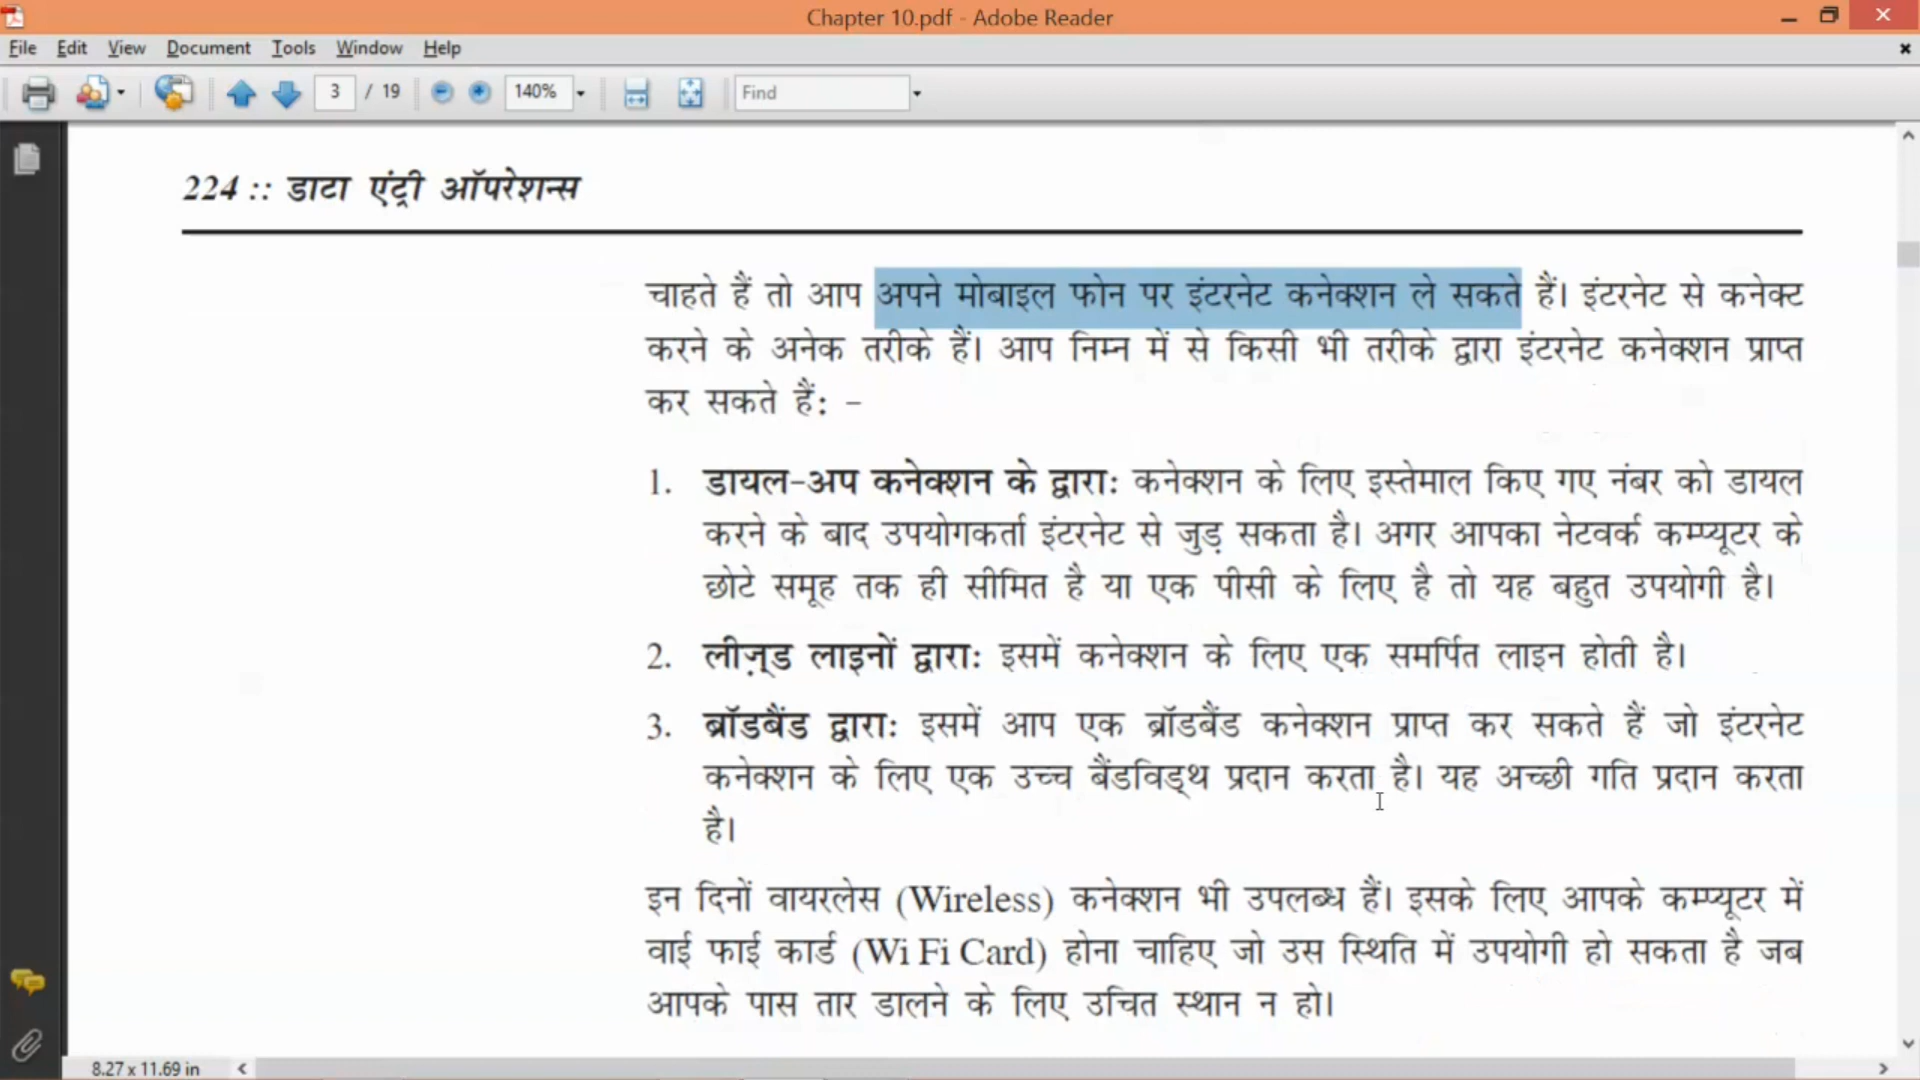 Chapter 10.pdf - Adobe Reader
File Edit View Document Tools Window Help
3 / 19 140% Find
224 :: डाटा एंट्री ऑपरेशन्स
चाहते हैं तो आप अपने मोबाइल फोन पर इंटरनेट कनेक्शन ले सकते हैं। इंटरनेट से कनेक्ट
करने के अनेक तरीके हैं। आप निम्न में से किसी भी तरीके द्वारा इंटरनेट कनेक्शन प्राप्त
कर सकते हैं: –
1. डायल-अप कनेक्शन के द्वारा: कनेक्शन के लिए इस्तेमाल किए गए नंबर को डायल
करने के बाद उपयोगकर्ता इंटरनेट से जुड़ सकता है। अगर आपका नेटवर्क कम्प्यूटर के
छोटे समूह तक ही सीमित है या एक पीसी के लिए है तो यह बहुत उपयोगी है।
2. लीज़्ड लाइनों द्वारा: इसमें कनेक्शन के लिए एक समर्पित लाइन होती है।
3. ब्रॉडबैंड द्वारा: इसमें आप एक ब्रॉडबैंड कनेक्शन प्राप्त कर सकते हैं जो इंटरनेट
कनेक्शन के लिए एक उच्च बैंडविड्थ प्रदान करता है। यह अच्छी गति प्रदान करता
है।
इन दिनों वायरलेस (Wireless) कनेक्शन भी उपलब्ध हैं। इसके लिए आपके कम्प्यूटर में
वाई फाई कार्ड (Wi Fi Card) होना चाहिए जो उस स्थिति में उपयोगी हो सकता है जब
आपके पास तार डालने के लिए उचित स्थान न हो।
8.27 x 11.69 in